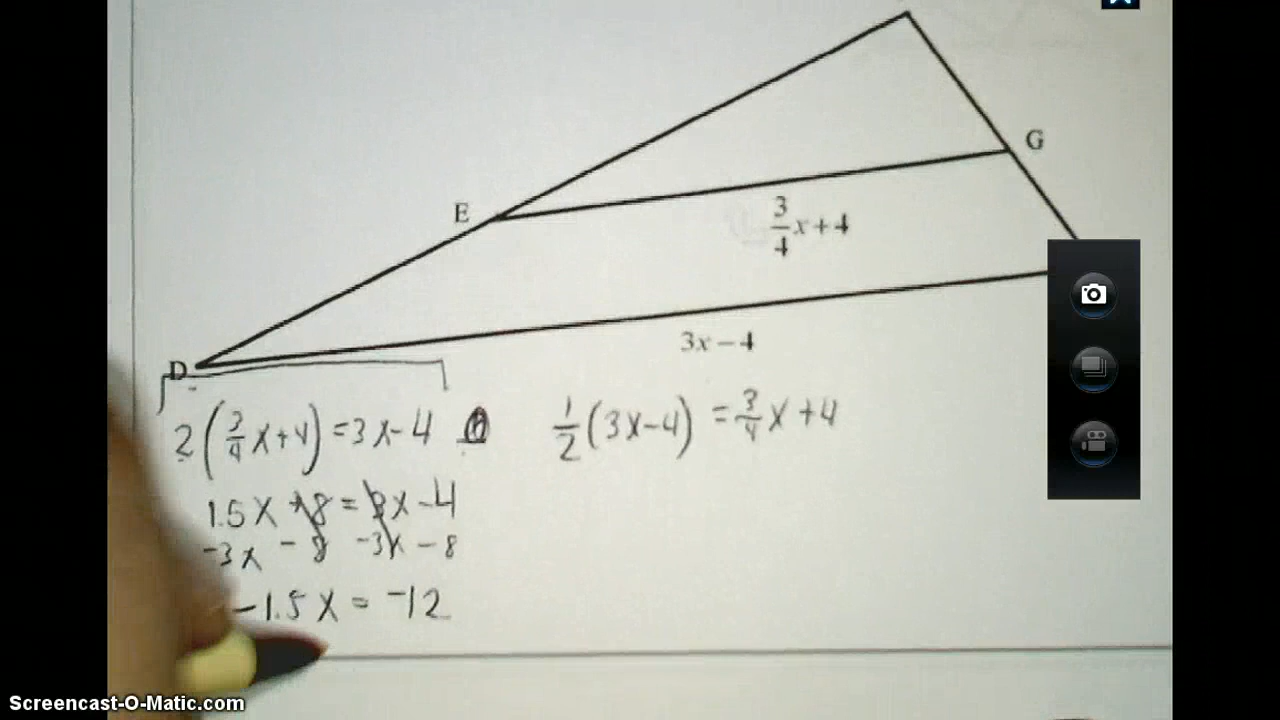 G
E
3/4 x + 4
3x − 4
D
2(3/4 x + 4) = 3x − 4
1/2 (3x − 4) = 3/4 x + 4
1.5x + 8 = 3x − 4
−3x − 8 −3x − 8
−1.5x = −12
Screencast-O-Matic.com